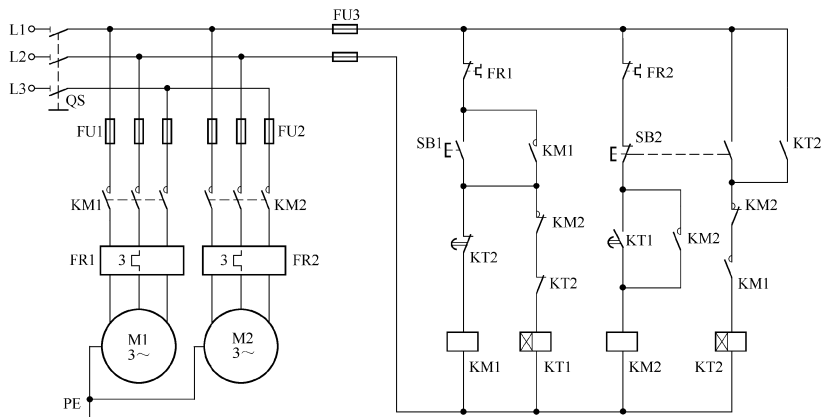 L1 FU3
L2
L3 QS
FU1 FU2
FR1 FR2
SB1 KM1 SB2 KT2
KM1 KM2
KM2 KT1 KM2 KM2
KT2
FR1 3 3 FR2
KT2 KM1
M1 3~ M2 3~
KM1 KT1 KM2 KT2
PE